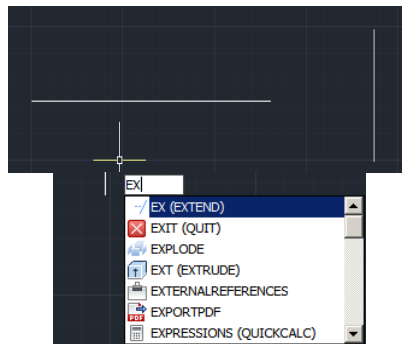 EX
EX (EXTEND)
EXIT (QUIT)
EXPLODE
EXT (EXTRUDE)
EXTERNALREFERENCES
EXPORTPDF
EXPRESSIONS (QUICKCALC)